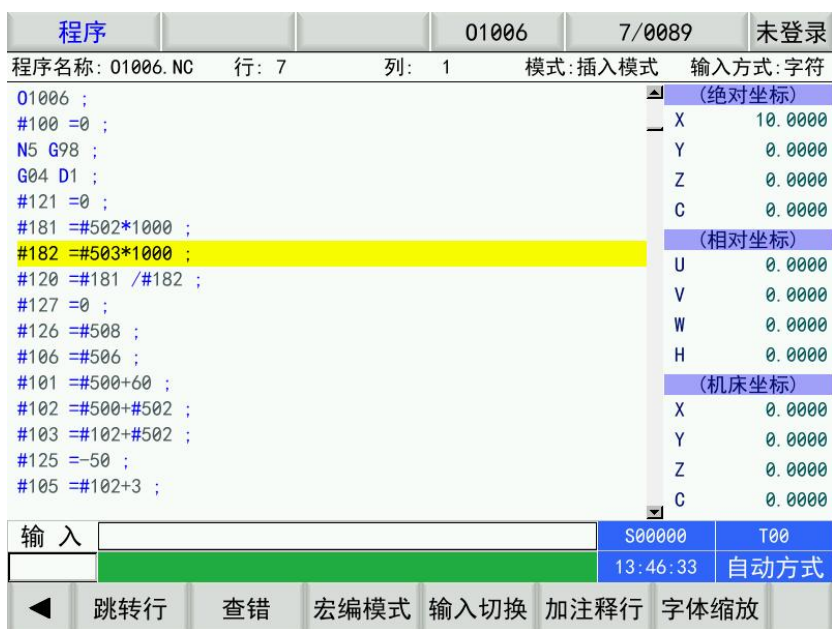 程序 O1006 7/0089 未登录
程序名称: O1006.NC 行: 7 列: 1 模式:插入模式 输入方式:字符
O1006 ;
#100 =0 ;
N5 G98 ;
G04 D1 ;
#121 =0 ;
#181 =#502*1000 ;
#182 =#503*1000 ;
#120 =#181 /#182 ;
#127 =0 ;
#126 =#508 ;
#106 =#506 ;
#101 =#500+60 ;
#102 =#500+#502 ;
#103 =#102+#502 ;
#125 =-50 ;
#105 =#102+3 ;
(绝对坐标)
X 10.0000
Y 0.0000
Z 0.0000
C 0.0000
(相对坐标)
U 0.0000
V 0.0000
W 0.0000
H 0.0000
(机床坐标)
X 0.0000
Y 0.0000
Z 0.0000
C 0.0000
输 入 S00000 T00
13:46:33 自动方式
跳转行 查错 宏编模式 输入切换 加注释行 字体缩放